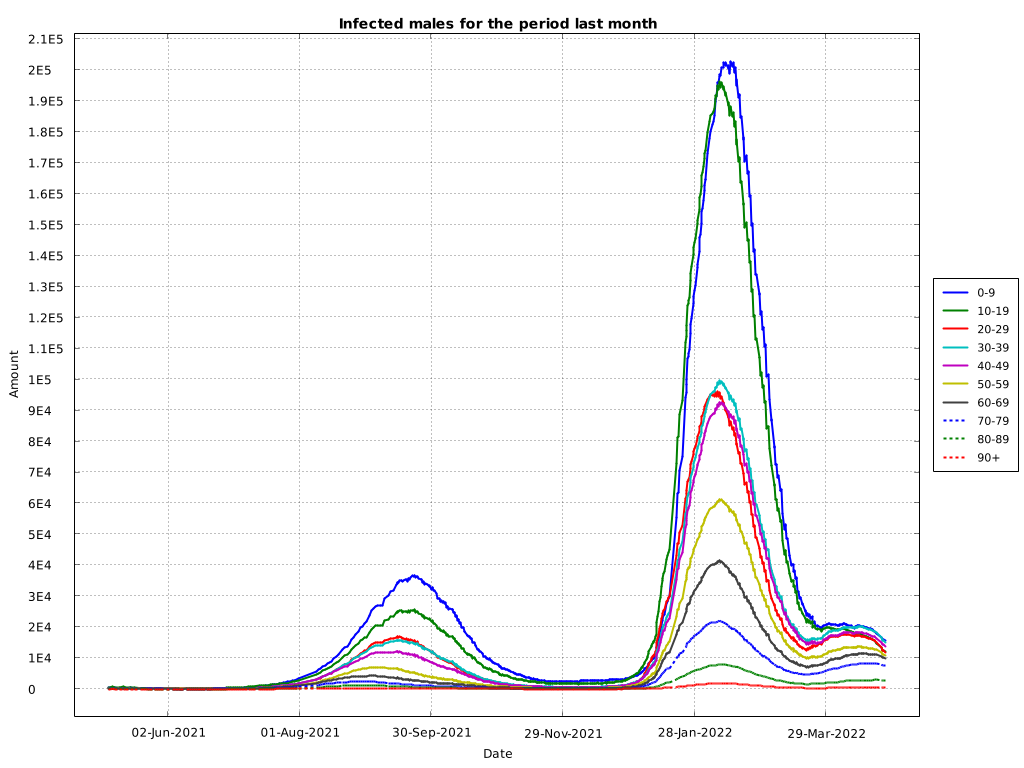 Infected males for the period last month
2.1E5
2E5
1.9E5
1.8E5
1.7E5
1.6E5
1.5E5
1.4E5
1.3E5
1.2E5
1.1E5
1E5
9E4
8E4
7E4
6E4
5E4
4E4
3E4
2E4
1E4
0
Amount
02-Jun-2021 01-Aug-2021 30-Sep-2021 29-Nov-2021 28-Jan-2022 29-Mar-2022
Date
0-9
10-19
20-29
30-39
40-49
50-59
60-69
70-79
80-89
90+